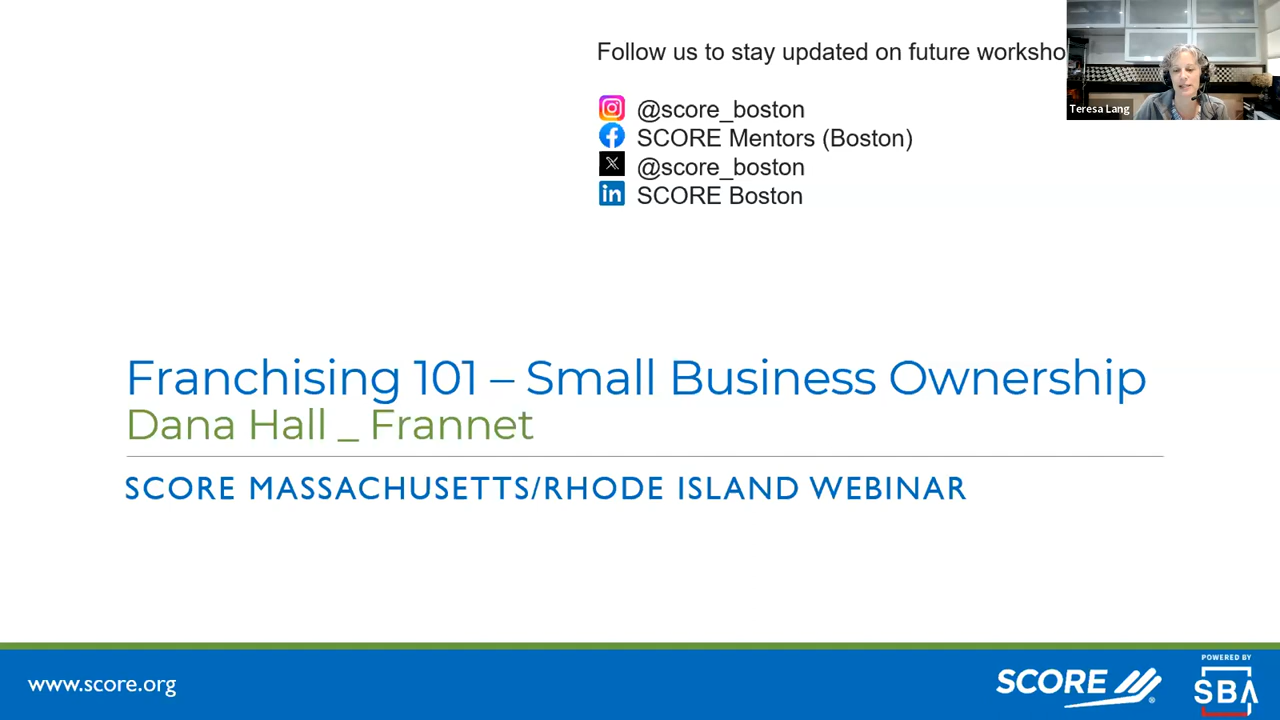 Follow us to stay updated on future worksho
@score_boston
SCORE Mentors (Boston)
@score_boston
SCORE Boston
Teresa Lang
Franchising 101 – Small Business Ownership
Dana Hall _ Frannet
SCORE MASSACHUSETTS/RHODE ISLAND WEBINAR
www.score.org
SCORE
POWERED BY
SBA